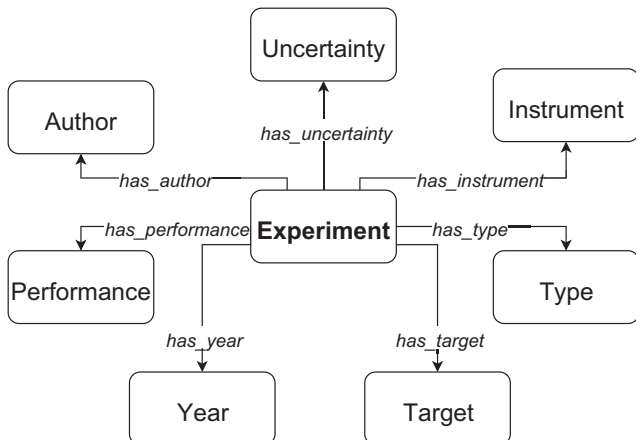 Uncertainty
Author
Instrument
has_uncertainty
has_author
has_instrument
has_performance
Experiment
has_type
Performance
Type
has_year
has_target
Year
Target